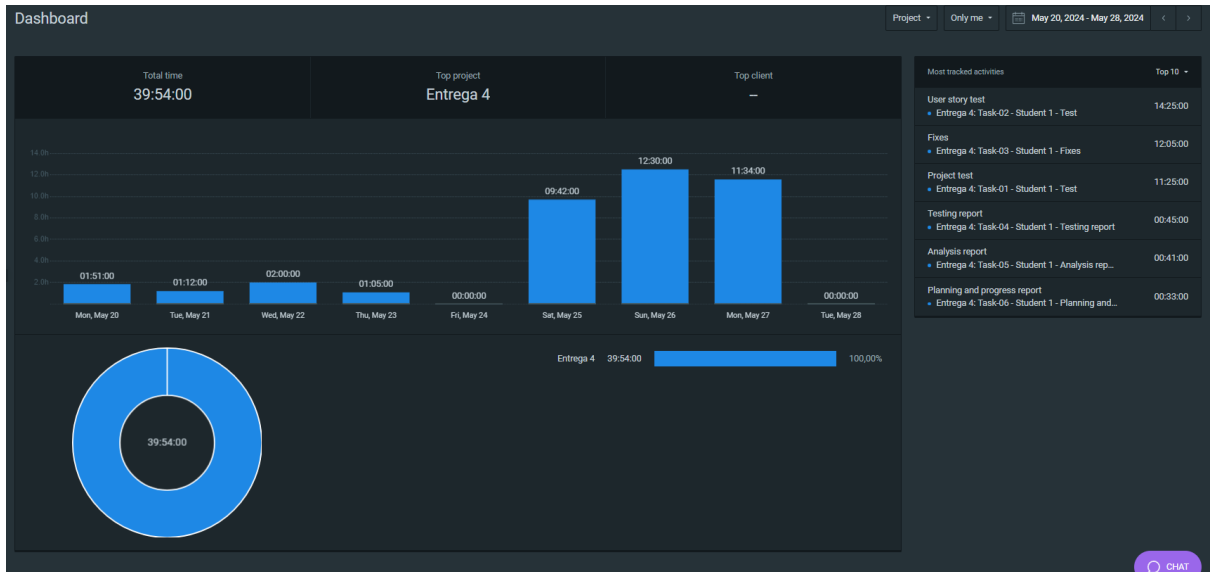 Dashboard
Project
Only me
May 20, 2024 - May 28, 2024
Total time
39:54:00
Top project
Entrega 4
Top client
–
14.0h
12.0h
10.0h
8.0h
6.0h
4.0h
2.0h
01:51:00
01:12:00
02:00:00
01:05:00
00:00:00
09:42:00
12:30:00
11:34:00
00:00:00
Mon, May 20
Tue, May 21
Wed, May 22
Thu, May 23
Fri, May 24
Sat, May 25
Sun, May 26
Mon, May 27
Tue, May 28
39:54:00
Entrega 4 39:54:00 100,00%
Most tracked activities Top 10
User story test
Entrega 4: Task-02 - Student 1 - Test
14:25:00
Fixes
Entrega 4: Task-03 - Student 1 - Fixes
12:05:00
Project test
Entrega 4: Task-01 - Student 1 - Test
11:25:00
Testing report
Entrega 4: Task-04 - Student 1 - Testing report
00:45:00
Analysis report
Entrega 4: Task-05 - Student 1 - Analysis rep...
00:41:00
Planning and progress report
Entrega 4: Task-06 - Student 1 - Planning and...
00:33:00
CHAT